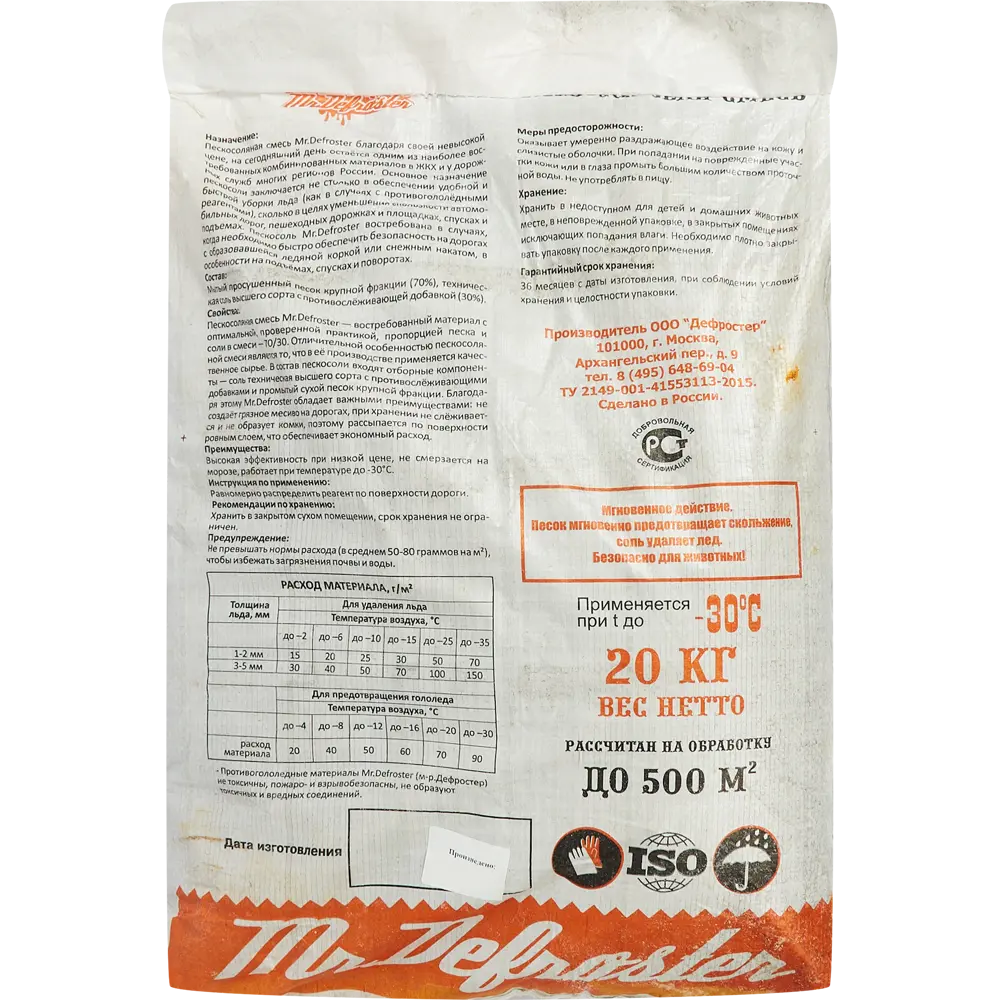 Mr.Defroster
Назначение:
Пескосоляная смесь Mr.Defroster благодаря своей невысокой
цене, на сегодняшний день остаётся одним из наиболее вос-
требованных комбинированных материалов в ЖКХ и у дорож-
ных служб многих регионов России. Основное назначение
пескосоли заключается не столько в обеспечении удобной и
быстрой уборки льда (как в случаях с противогололёдными
реагентами), сколько в целях уменьшения скользкости автомо-
бильных дорог, пешеходных дорожках и площадках, спусках и
подъемах. Пескосоль Mr.Defroster востребована в случаях,
когда необходимо быстро обеспечить безопасность на дорогах
с образовавшейся ледяной коркой или снежным накатом, в
особенности на подъёмах, спусках и поворотах.
Состав:
Мытый просушенный песок крупной фракции (70%), техничес-
кая соль высшего сорта с противослёживающей добавкой (30%).
Свойства:
Пескосоляная смесь Mr.Defroster — востребованный материал с
оптимальной, проверенной практикой, пропорцией песка и
соли в смеси –70/30. Отличительной особенностью пескосоля-
ной смеси является то, что в её производстве применяется качес-
твенное сырье. В состав пескосоли входят отборные компонен-
ты — соль техническая высшего сорта с противослёживающими
добавками и промытый сухой песок крупной фракции. Благода-
ря этому Mr.Defroster обладает важными преимуществами: не
создаёт грязное месиво на дорогах, при хранении не слёживает-
ся и не образует комки, поэтому рассыпается по поверхности
ровным слоем, что обеспечивает экономный расход.
Преимущества:
Высокая эффективность при низкой цене, не смерзается на
морозе, работает при температуре до -30°С.
Инструкция по применению:
Равномерно распределить реагент по поверхности дороги.
Рекомендации по хранению:
Хранить в закрытом сухом помещении, срок хранения не огра-
ничен.
Предупреждение:
Не превышать нормы расхода (в среднем 50-80 граммов на м²),
чтобы избежать загрязнения почвы и воды.
РАСХОД МАТЕРИАЛА, г/м²
Толщина льда, мм Для удаления льда
Температура воздуха, °С
до –2 до –6 до –10 до –15 до –25 до –35
1-2 мм 15 20 25 30 50 70
3-5 мм 30 40 50 70 100 150
Для предотвращения гололеда
Температура воздуха, °С
до –4 до –8 до –12 до –16 до –20 до –30
расход материала 20 40 50 60 70 90
- Противогололедные материалы Mr.Defroster (м-р.Дефростер)
не токсичны, пожаро- и взрывобезопасны, не образуют
токсичных и вредных соединений.
Дата изготовления
Произведено:
Меры предосторожности:
Оказывает умеренно раздражающее воздействие на кожу и
слизистые оболочки. При попадании на поврежденные учас-
тки кожи или в глаза промыть большим количеством проточ-
ной воды. Не употреблять в пищу.
Хранение:
Хранить в недоступном для детей и домашних животных
месте, в неповрежденной упаковке, в закрытых помещениях
исключающих попадания влаги. Необходимо плотно закры-
вать упаковку после каждого применения.
Гарантийный срок хранения:
36 месяцев с даты изготовления, при соблюдении условий
хранения и целостности упаковки.
Производитель ООО "Дефростер"
101000, г. Москва,
Архангельский пер., д. 9
тел. 8 (495) 648-69-04
ТУ 2149-001-41553113-2015.
Сделано в России.
ДОБРОВОЛЬНАЯ
РСТ
СЕРТИФИКАЦИЯ
Мгновенное действие.
Песок мгновенно предотвращает скольжение,
соль удаляет лед.
Безопасно для животных!
Применяется
при t до -30°С
20 КГ
ВЕС НЕТТО
РАССЧИТАН НА ОБРАБОТКУ
ДО 500 М²
ISO
Mr. Defroster